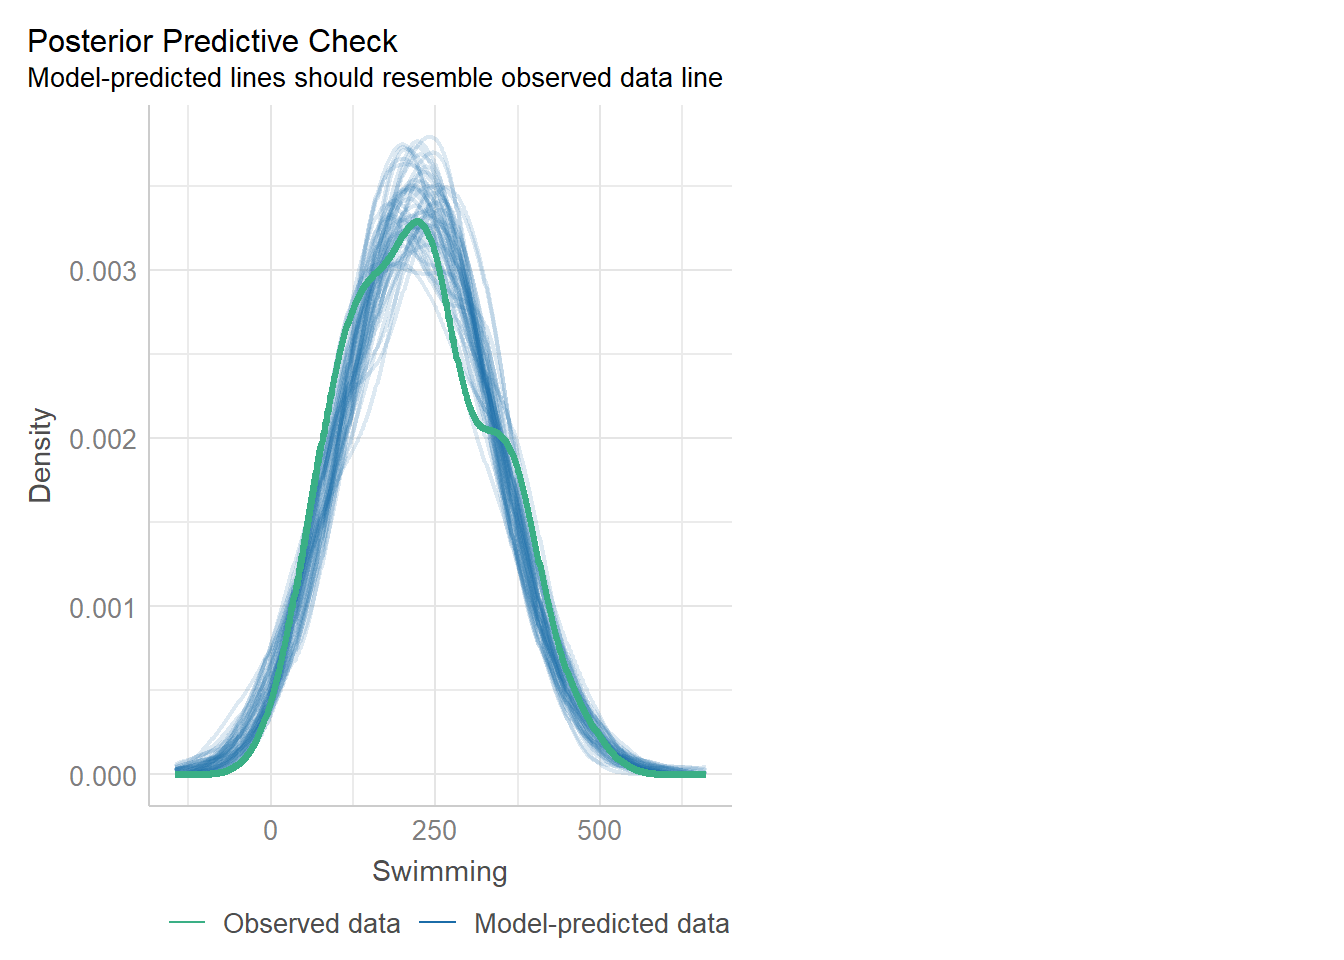 Posterior Predictive Check
Model-predicted lines should resemble observed data line
0.003
0.002
0.001
0.000
Density
0 250 500
Swimming
Observed data Model-predicted data